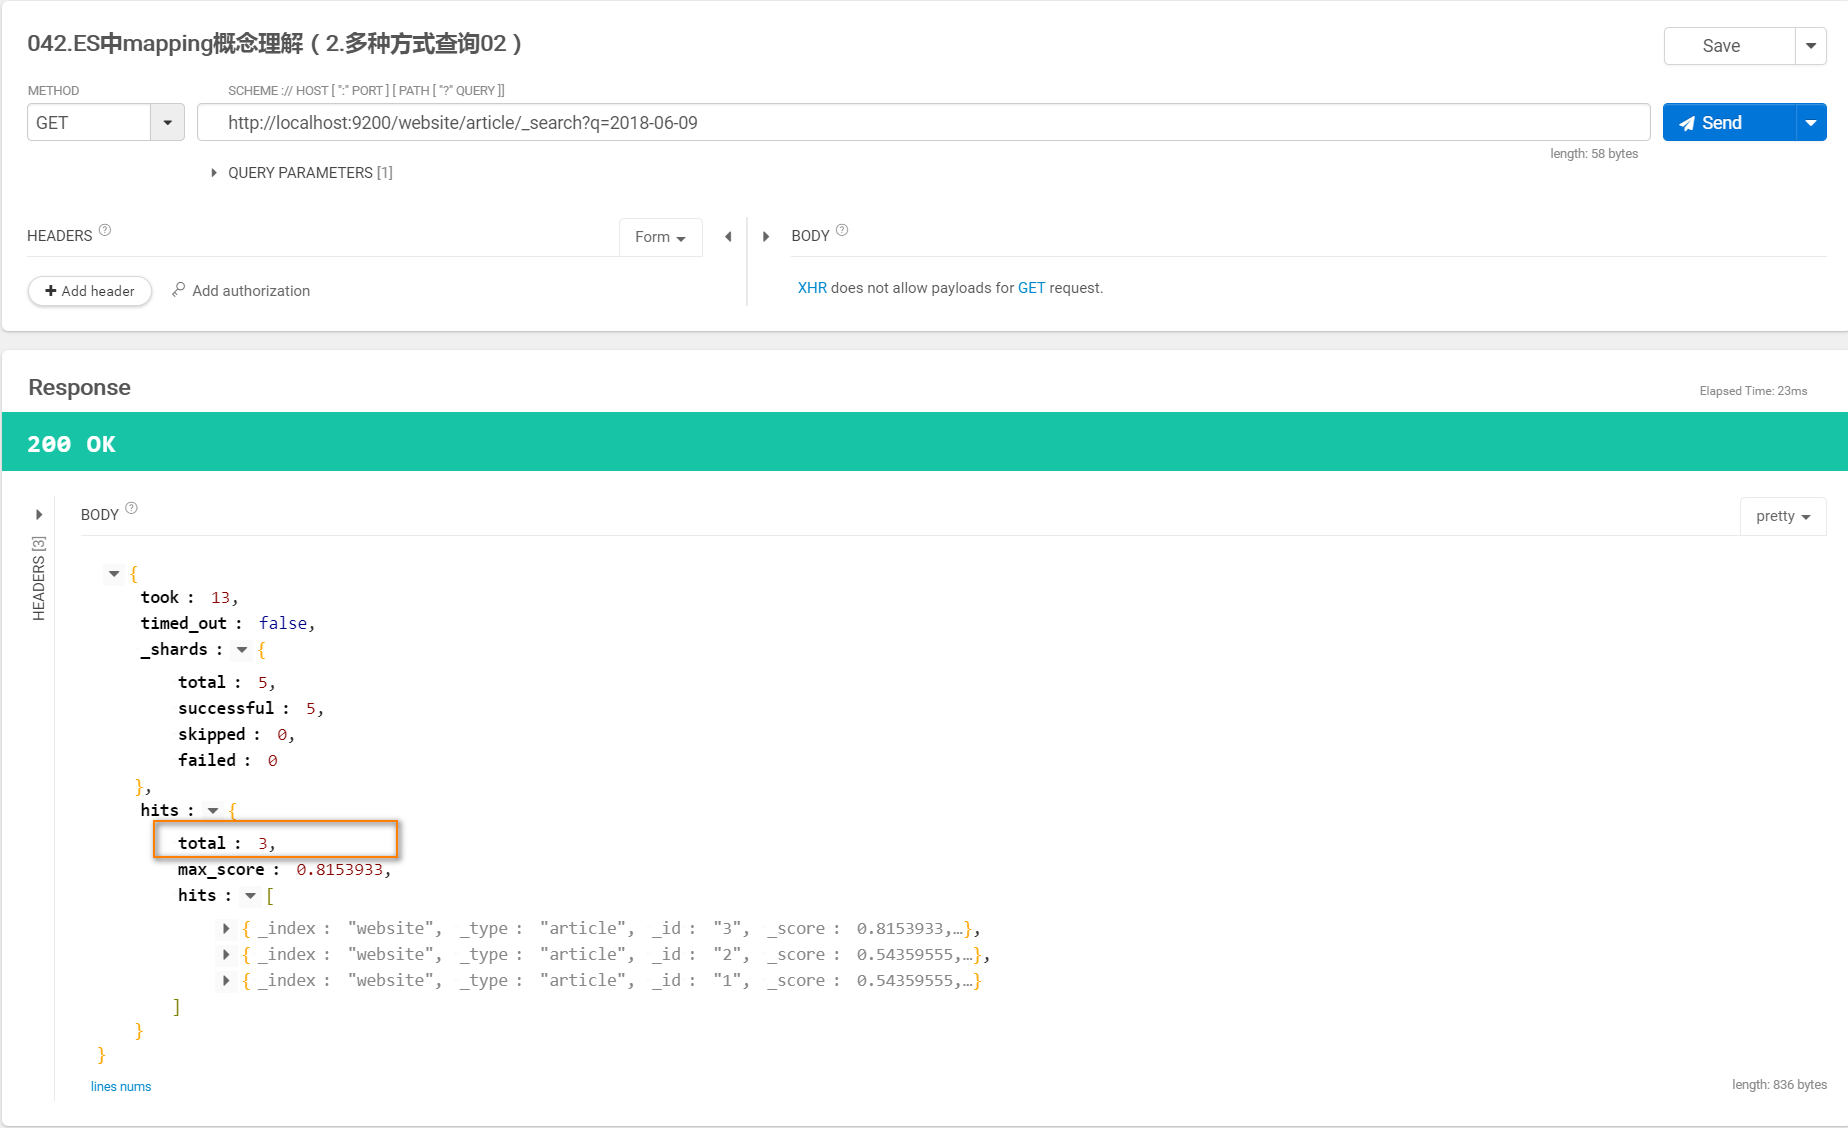 042.ES中mapping概念理解（2.多种方式查询02）
Save
METHOD
SCHEME :// HOST [ ":" PORT ] [ PATH [ "?" QUERY ]]
GET
http://localhost:9200/website/article/_search?q=2018-06-09
Send
length: 58 bytes
QUERY PARAMETERS [1]
HEADERS ?
Form
BODY ?
Add header
Add authorization
XHR does not allow payloads for GET request.
Response
Elapsed Time: 23ms
200 OK
HEADERS [3]
BODY ?
pretty
{
took : 13,
timed_out : false,
_shards : {
total : 5,
successful : 5,
skipped : 0,
failed : 0
},
hits : {
total : 3,
max_score : 0.8153933,
hits : [
{ _index : "website", _type : "article", _id : "3", _score : 0.8153933,…},
{ _index : "website", _type : "article", _id : "2", _score : 0.54359555,…},
{ _index : "website", _type : "article", _id : "1", _score : 0.54359555,…}
]
}
}
lines nums
length: 836 bytes